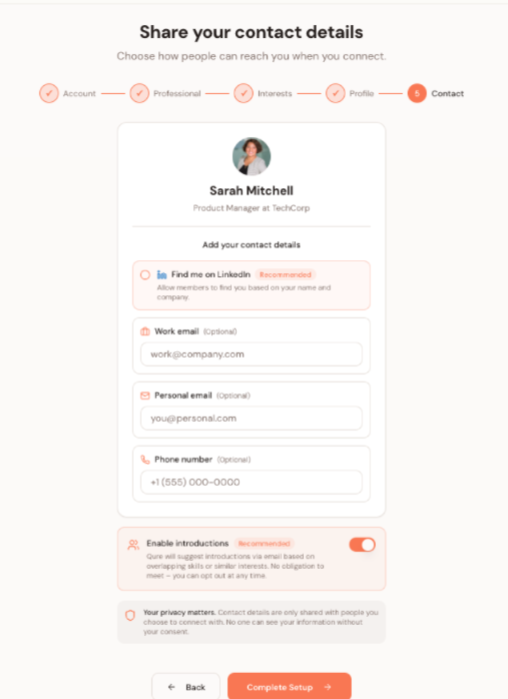 Share your contact details
Choose how people can reach you when you connect.
✓ Account ✓ Professional ✓ Interests ✓ Profile 5 Contact
Sarah Mitchell
Product Manager at TechCorp
Add your contact details
in Find me on LinkedIn Recommended
Allow members to find you based on your name and
company.
Work email (Optional)
work@company.com
Personal email (Optional)
you@personal.com
Phone number (Optional)
+1 (555) 000-0000
Enable introductions Recommended
Qure will suggest introductions via email based on
overlapping skills or similar interests. No obligation to
meet – you can opt out at any time.
Your privacy matters. Contact details are only shared with people you
choose to connect with. No one can see your information without
your consent.
← Back
Complete Setup →